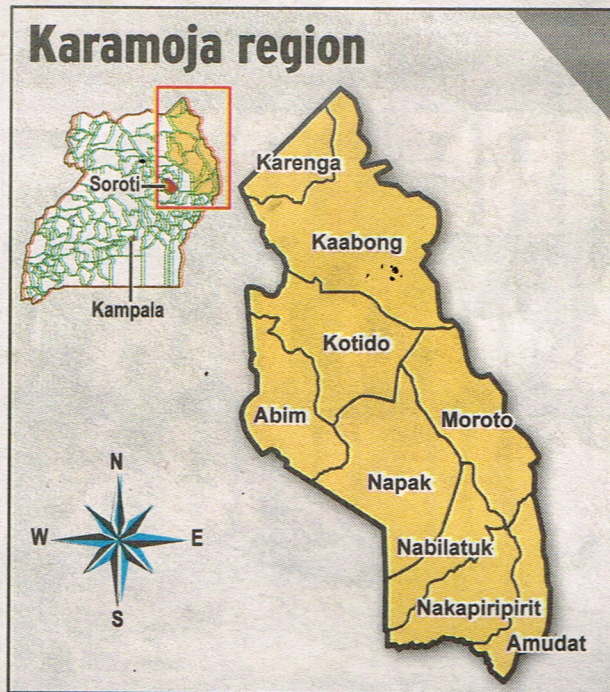 Karamoja region
Soroti
Kampala
Karenga
Kaabong
Kotido
Abim
Moroto
Napak
Nabilatuk
Nakapiripirit
Amudat
N
W
E
S